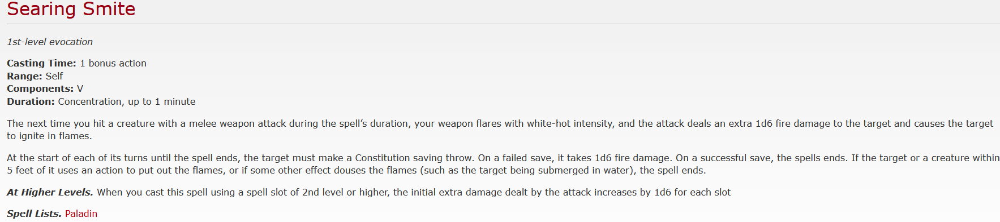 Searing Smite
1st-level evocation
Casting Time: 1 bonus action
Range: Self
Components: V
Duration: Concentration, up to 1 minute
The next time you hit a creature with a melee weapon attack during the spell’s duration, your weapon flares with white-hot intensity, and the attack deals an extra 1d6 fire damage to the target and causes the target
to ignite in flames.
At the start of each of its turns until the spell ends, the target must make a Constitution saving throw. On a failed save, it takes 1d6 fire damage. On a successful save, the spells ends. If the target or a creature within
5 feet of it uses an action to put out the flames, or if some other effect douses the flames (such as the target being submerged in water), the spell ends.
At Higher Levels. When you cast this spell using a spell slot of 2nd level or higher, the initial extra damage dealt by the attack increases by 1d6 for each slot
Spell Lists. Paladin